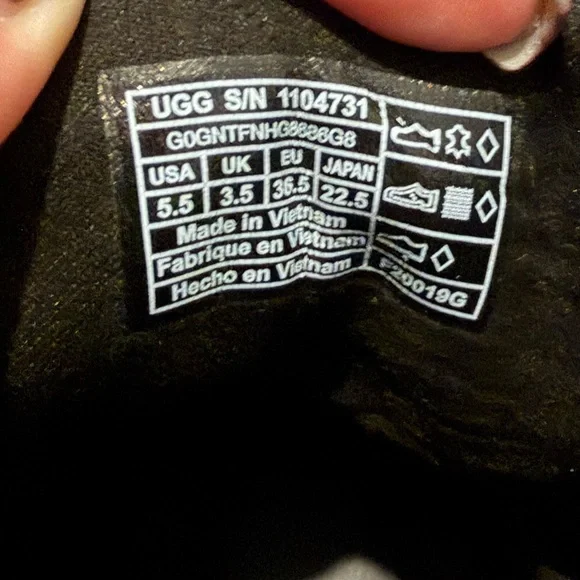 UGG S/N 1104731
G0GNTFNHG8686G8
USA UK EU JAPAN
5.5 3.5 36.5 22.5
Made in Vietnam
Fabrique en Vietnam
Hecho en Vietnam
F20019G